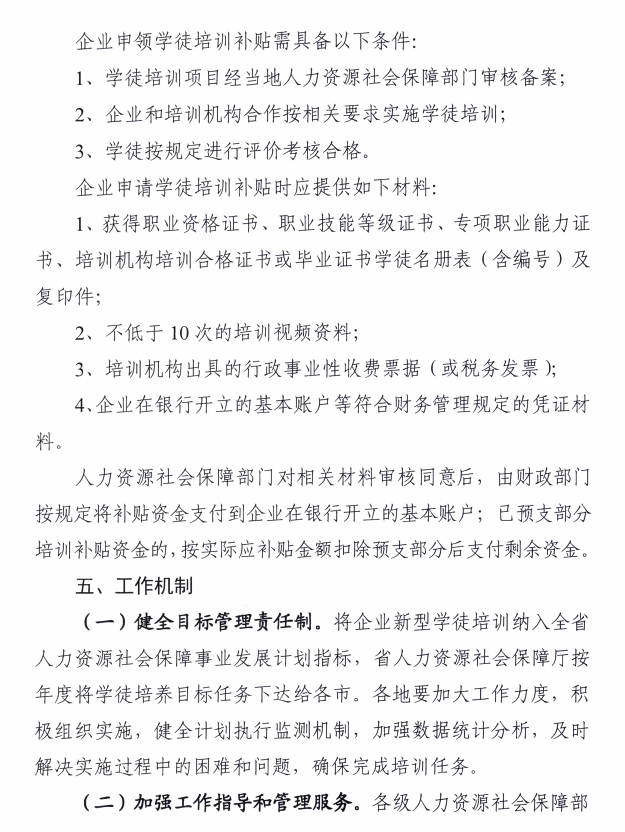 企业申领学徒培训补贴需具备以下条件：
1、学徒培训项目经当地人力资源社会保障部门审核备案；
2、企业和培训机构合作按相关要求实施学徒培训；
3、学徒按规定进行评价考核合格。
企业申请学徒培训补贴时应提供如下材料：
1、获得职业资格证书、职业技能等级证书、专项职业能力证
书、培训机构培训合格证书或毕业证书学徒名册表（含编号）及
复印件；
2、不低于 10 次的培训视频资料；
3、培训机构出具的行政事业性收费票据（或税务发票）；
4、企业在银行开立的基本账户等符合财务管理规定的凭证材
料。
人力资源社会保障部门对相关材料审核同意后，由财政部门
按规定将补贴资金支付到企业在银行开立的基本账户；已预支部分
培训补贴资金的，按实际应补贴金额扣除预支部分后支付剩余资金。
五、工作机制
（一）健全目标管理责任制。将企业新型学徒培训纳入全省
人力资源社会保障事业发展计划指标，省人力资源社会保障厅按
年度将学徒培养目标任务下达给各市。各地要加大工作力度，积
极组织实施，健全计划执行监测机制，加强数据统计分析，及时
解决实施过程中的困难和问题，确保完成培训任务。
（二）加强工作指导和管理服务。各级人力资源社会保障部